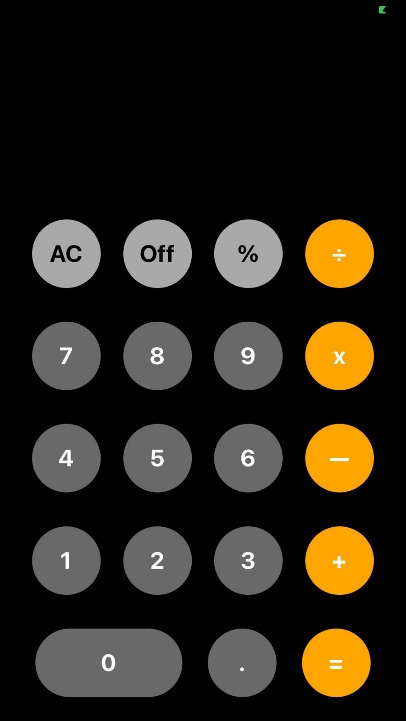 AC Off % ÷
7 8 9 x
4 5 6 —
1 2 3 +
0 . =